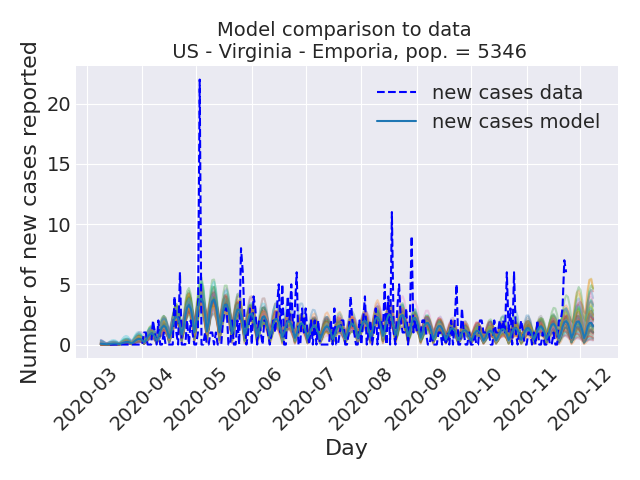 Model comparison to data
US - Virginia - Emporia, pop. = 5346
Number of new cases reported
20
15
10
5
0
new cases data
new cases model
2020-03
2020-04
2020-05
2020-06
2020-07
2020-08
2020-09
2020-10
2020-11
2020-12
Day